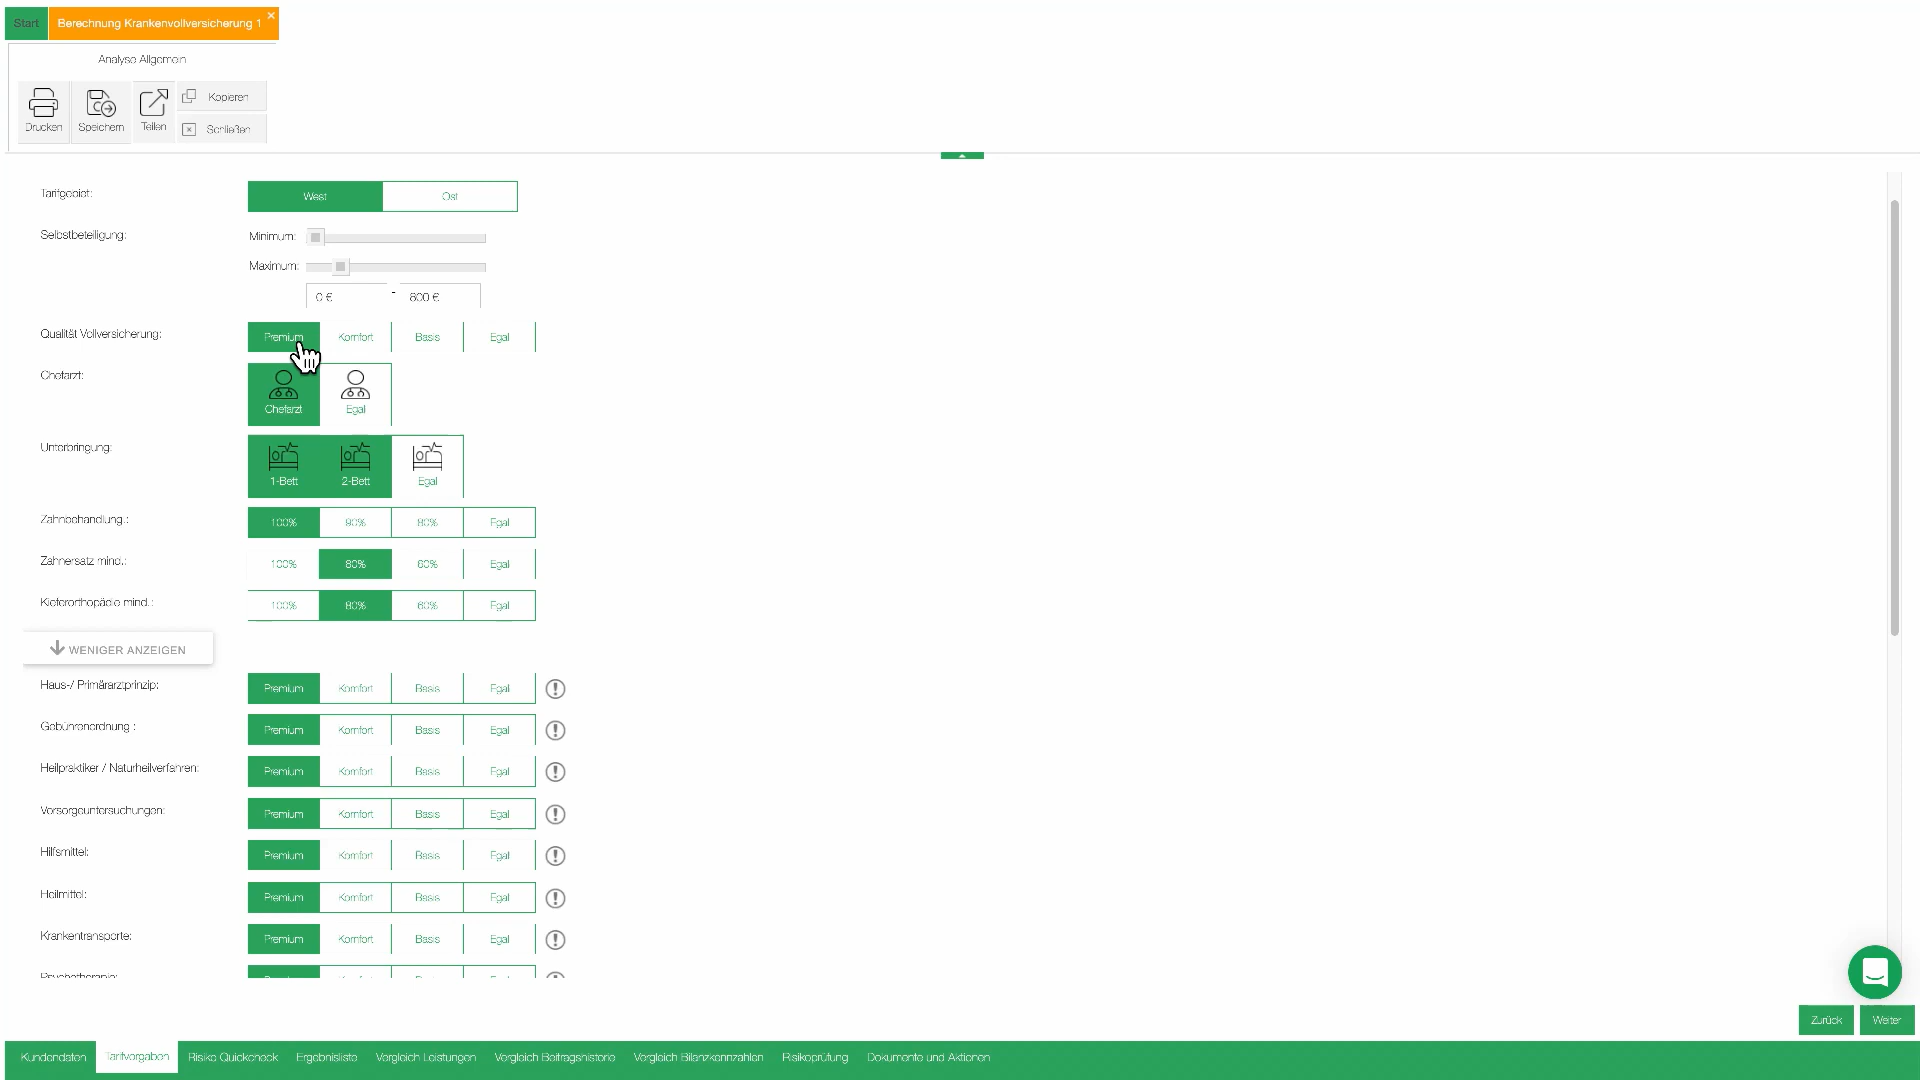 Start
Berechnung Krankenvollversicherung 1
Analyse Allgemein
Drucken
Speichern
Teilen
Kopieren
Schließen
Tarifgebiet:
West Ost
Selbstbeteiligung:
Minimum:
Maximum:
0 € - 800 €
Qualität Vollversicherung:
Premium Komfort Basis Egal
Chefarzt:
Chefarzt Egal
Unterbringung:
1-Bett 2-Bett Egal
Zahnbehandlung.:
100% 90% 80% Egal
Zahnersatz mind.:
100% 80% 60% Egal
Kieferorthopädie mind.:
100% 80% 60% Egal
WENIGER ANZEIGEN
Haus-/ Primärarztprinzip:
Premium Komfort Basis Egal
Gebührenordnung :
Premium Komfort Basis Egal
Heilpraktiker / Naturheilverfahren:
Premium Komfort Basis Egal
Vorsorgeuntersuchungen:
Premium Komfort Basis Egal
Hilfsmittel:
Premium Komfort Basis Egal
Heilmittel:
Premium Komfort Basis Egal
Krankentransporte:
Premium Komfort Basis Egal
Psychotherapie:
Zurück Weiter
Kundendaten Tarifvorgaben Risiko Quickcheck Ergebnisliste Vergleich Leistungen Vergleich Beitragshistorie Vergleich Bilanzkennzahlen Risikoprüfung Dokumente und Aktionen